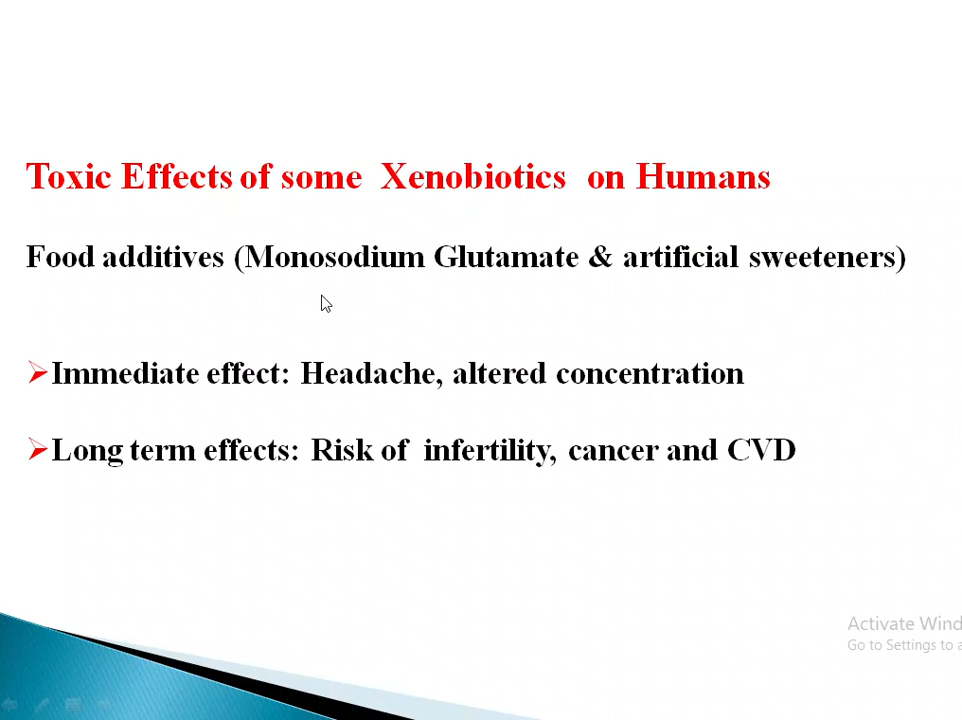 Toxic Effects of some Xenobiotics on Humans
Food additives (Monosodium Glutamate & artificial sweeteners)
➢Immediate effect: Headache, altered concentration
➢Long term effects: Risk of infertility, cancer and CVD
Activate Wind
Go to Settings to a